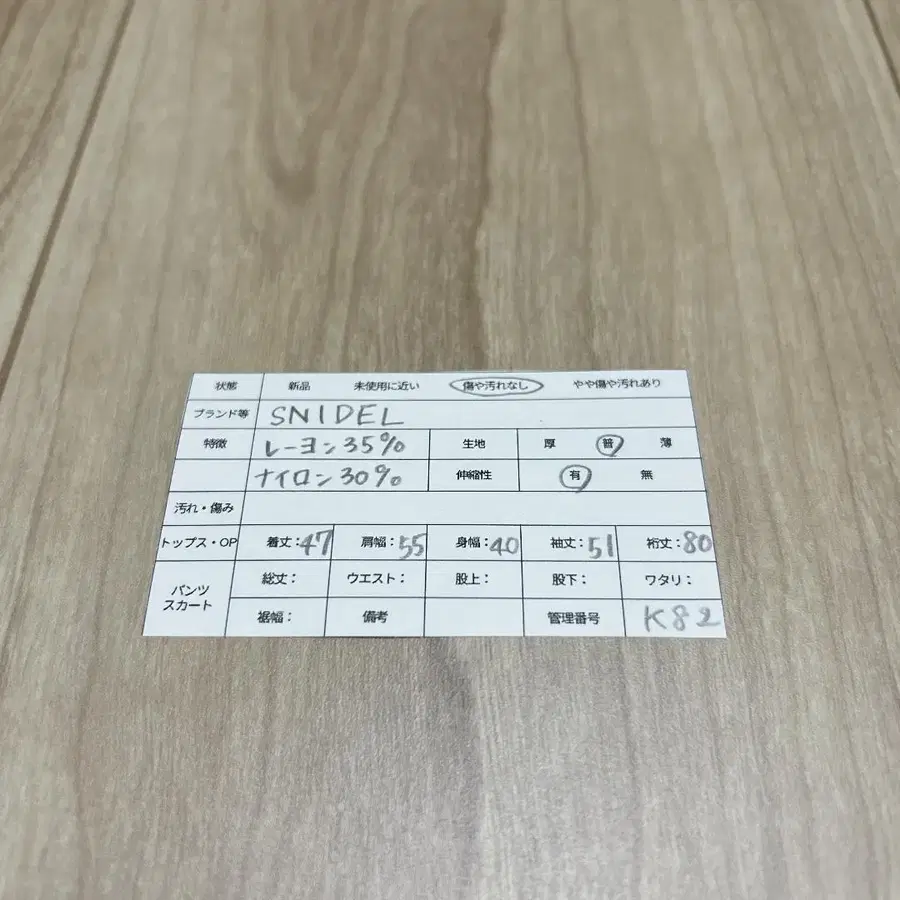 状態 新品 未使用に近い 傷や汚れなし やや傷や汚れあり
ブランド等 SNIDEL
特徴 レーヨン35% 生地 厚 普 薄
ナイロン30% 伸縮性 有 無
汚れ・傷み
トップス・OP 着丈:47 肩幅:55 身幅:40 袖丈:51 裄丈:80
パンツ スカート 総丈: ウエスト: 股上: 股下: ワタリ:
裾幅: 備考 管理番号 K82